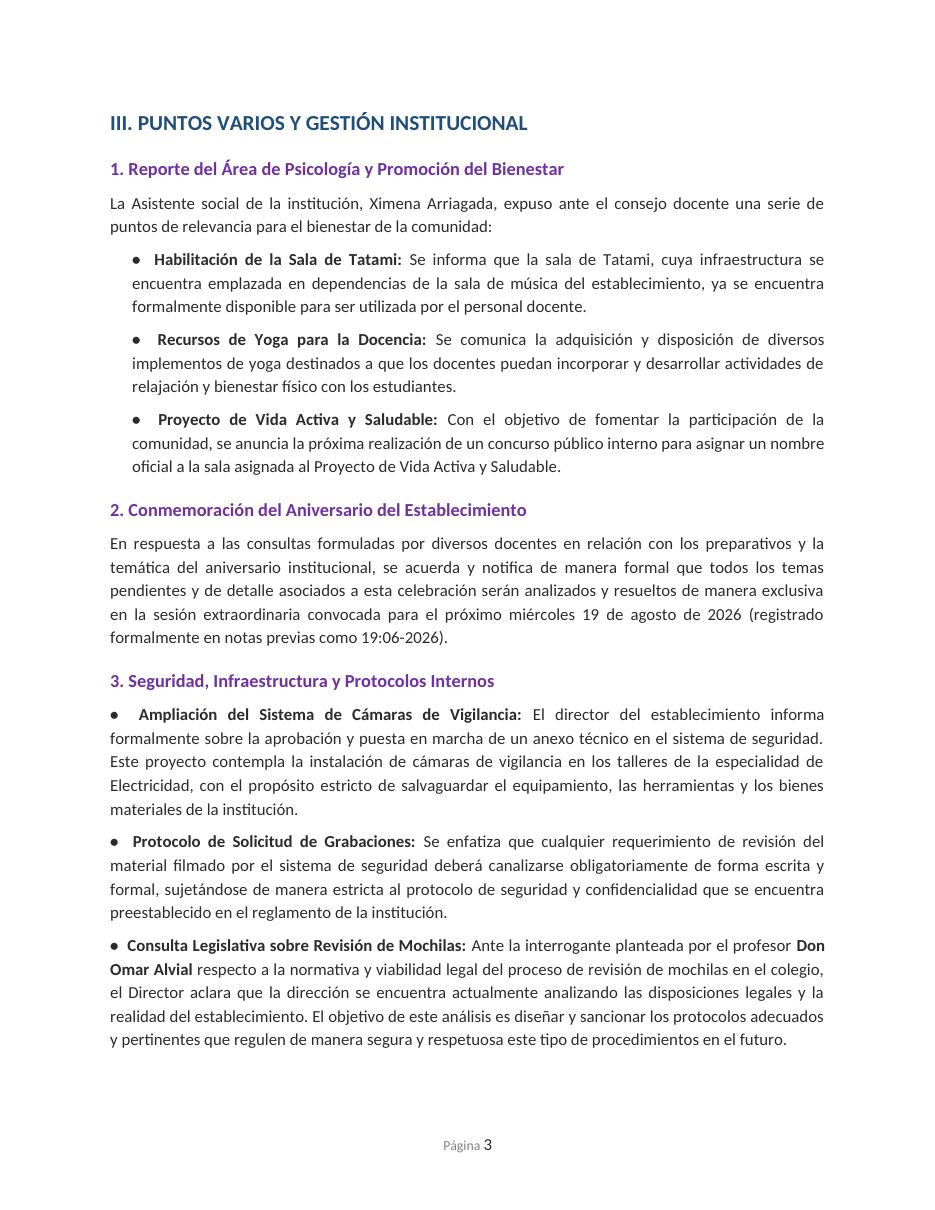 III. PUNTOS VARIOS Y GESTIÓN INSTITUCIONAL
1. Reporte del Área de Psicología y Promoción del Bienestar
La Asistente social de la institución, Ximena Arriagada, expuso ante el consejo docente una serie de
puntos de relevancia para el bienestar de la comunidad:
● Habilitación de la Sala de Tatami: Se informa que la sala de Tatami, cuya infraestructura se
encuentra emplazada en dependencias de la sala de música del establecimiento, ya se encuentra
formalmente disponible para ser utilizada por el personal docente.
● Recursos de Yoga para la Docencia: Se comunica la adquisición y disposición de diversos
implementos de yoga destinados a que los docentes puedan incorporar y desarrollar actividades de
relajación y bienestar físico con los estudiantes.
● Proyecto de Vida Activa y Saludable: Con el objetivo de fomentar la participación de la
comunidad, se anuncia la próxima realización de un concurso público interno para asignar un nombre
oficial a la sala asignada al Proyecto de Vida Activa y Saludable.
2. Conmemoración del Aniversario del Establecimiento
En respuesta a las consultas formuladas por diversos docentes en relación con los preparativos y la
temática del aniversario institucional, se acuerda y notifica de manera formal que todos los temas
pendientes y de detalle asociados a esta celebración serán analizados y resueltos de manera exclusiva
en la sesión extraordinaria convocada para el próximo miércoles 19 de agosto de 2026 (registrado
formalmente en notas previas como 19:06-2026).
3. Seguridad, Infraestructura y Protocolos Internos
● Ampliación del Sistema de Cámaras de Vigilancia: El director del establecimiento informa
formalmente sobre la aprobación y puesta en marcha de un anexo técnico en el sistema de seguridad.
Este proyecto contempla la instalación de cámaras de vigilancia en los talleres de la especialidad de
Electricidad, con el propósito estricto de salvaguardar el equipamiento, las herramientas y los bienes
materiales de la institución.
● Protocolo de Solicitud de Grabaciones: Se enfatiza que cualquier requerimiento de revisión del
material filmado por el sistema de seguridad deberá canalizarse obligatoriamente de forma escrita y
formal, sujetándose de manera estricta al protocolo de seguridad y confidencialidad que se encuentra
preestablecido en el reglamento de la institución.
● Consulta Legislativa sobre Revisión de Mochilas: Ante la interrogante planteada por el profesor Don
Omar Alvial respecto a la normativa y viabilidad legal del proceso de revisión de mochilas en el colegio,
el Director aclara que la dirección se encuentra actualmente analizando las disposiciones legales y la
realidad del establecimiento. El objetivo de este análisis es diseñar y sancionar los protocolos adecuados
y pertinentes que regulen de manera segura y respetuosa este tipo de procedimientos en el futuro.
Página 3